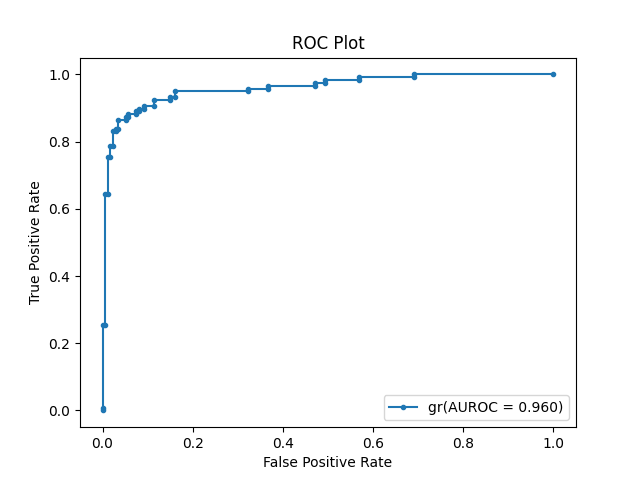 ROC Plot
True Positive Rate
1.0
0.8
0.6
0.4
0.2
0.0
gr(AUROC = 0.960)
0.0 0.2 0.4 0.6 0.8 1.0
False Positive Rate